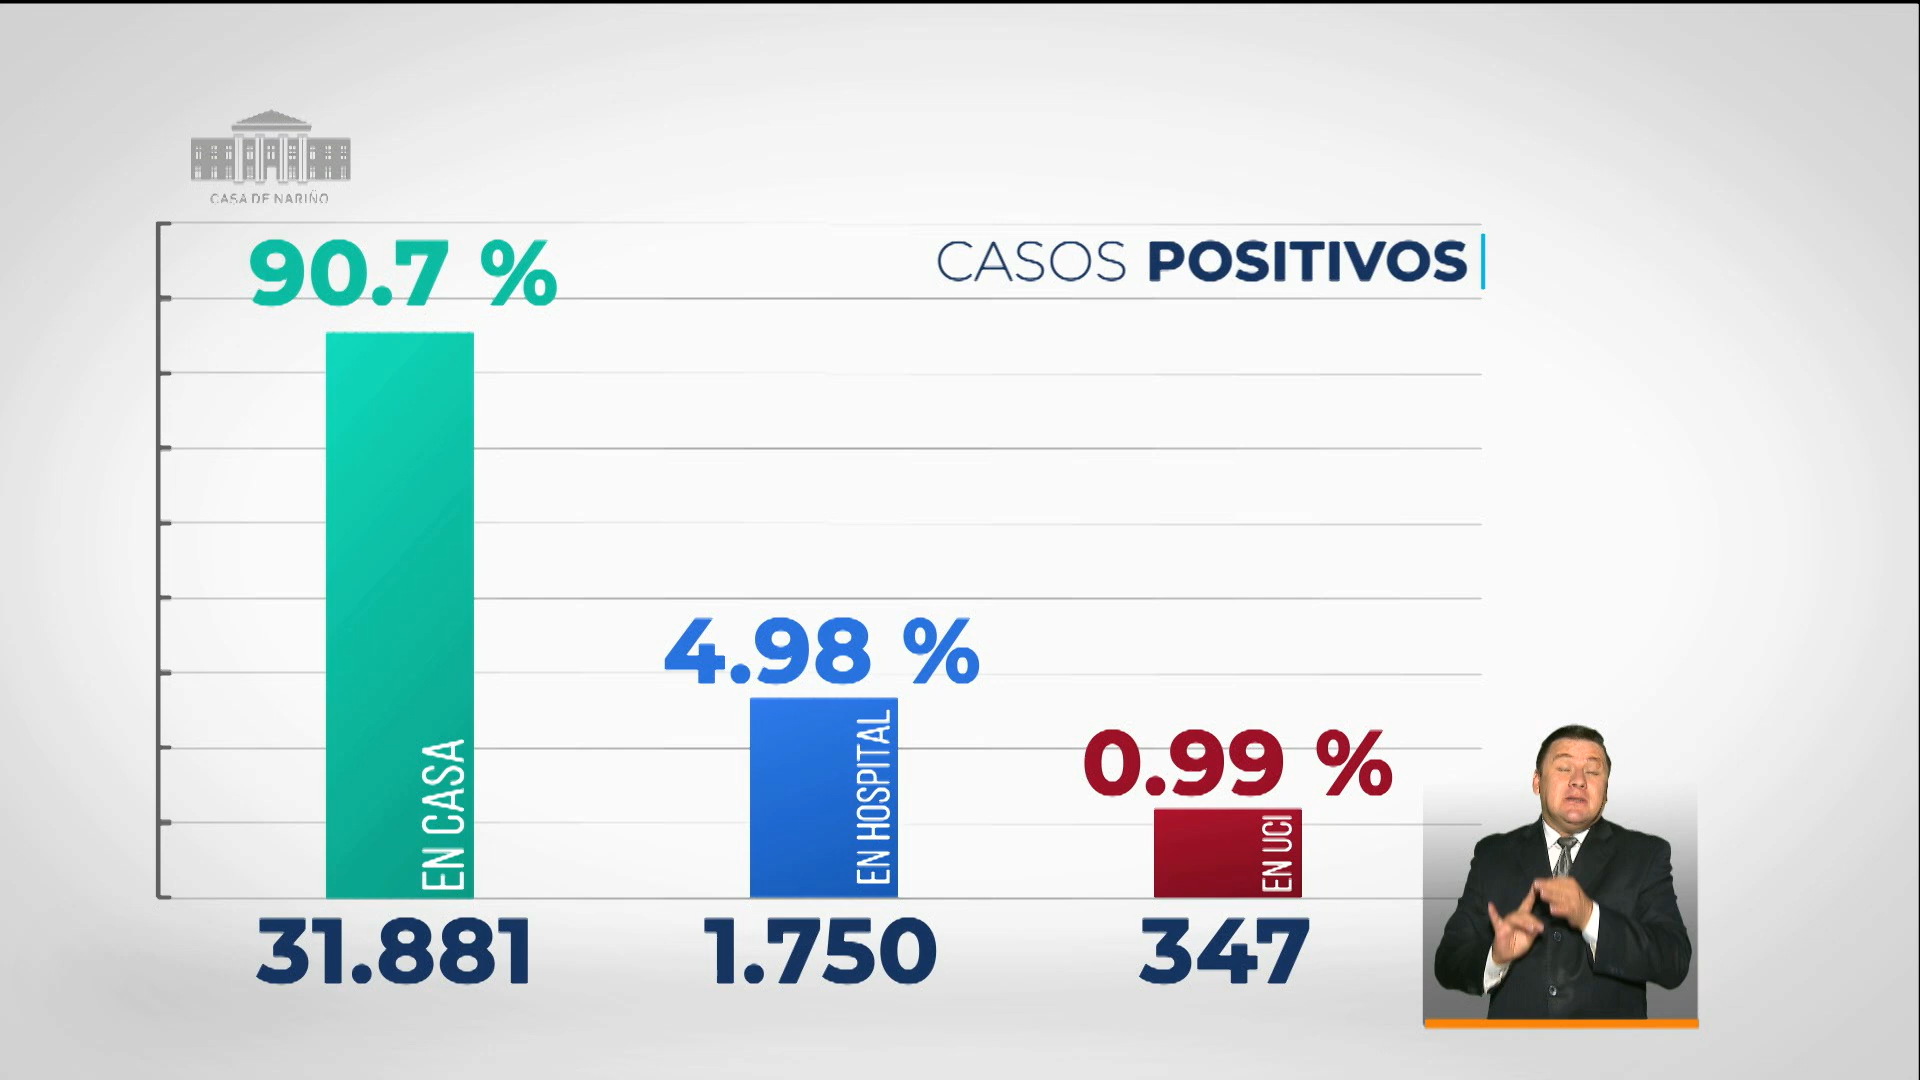 CASA DE NARIÑO
CASOS POSITIVOS
90.7 %
EN CASA
31.881
4.98 %
EN HOSPITAL
1.750
0.99 %
EN UCI
347